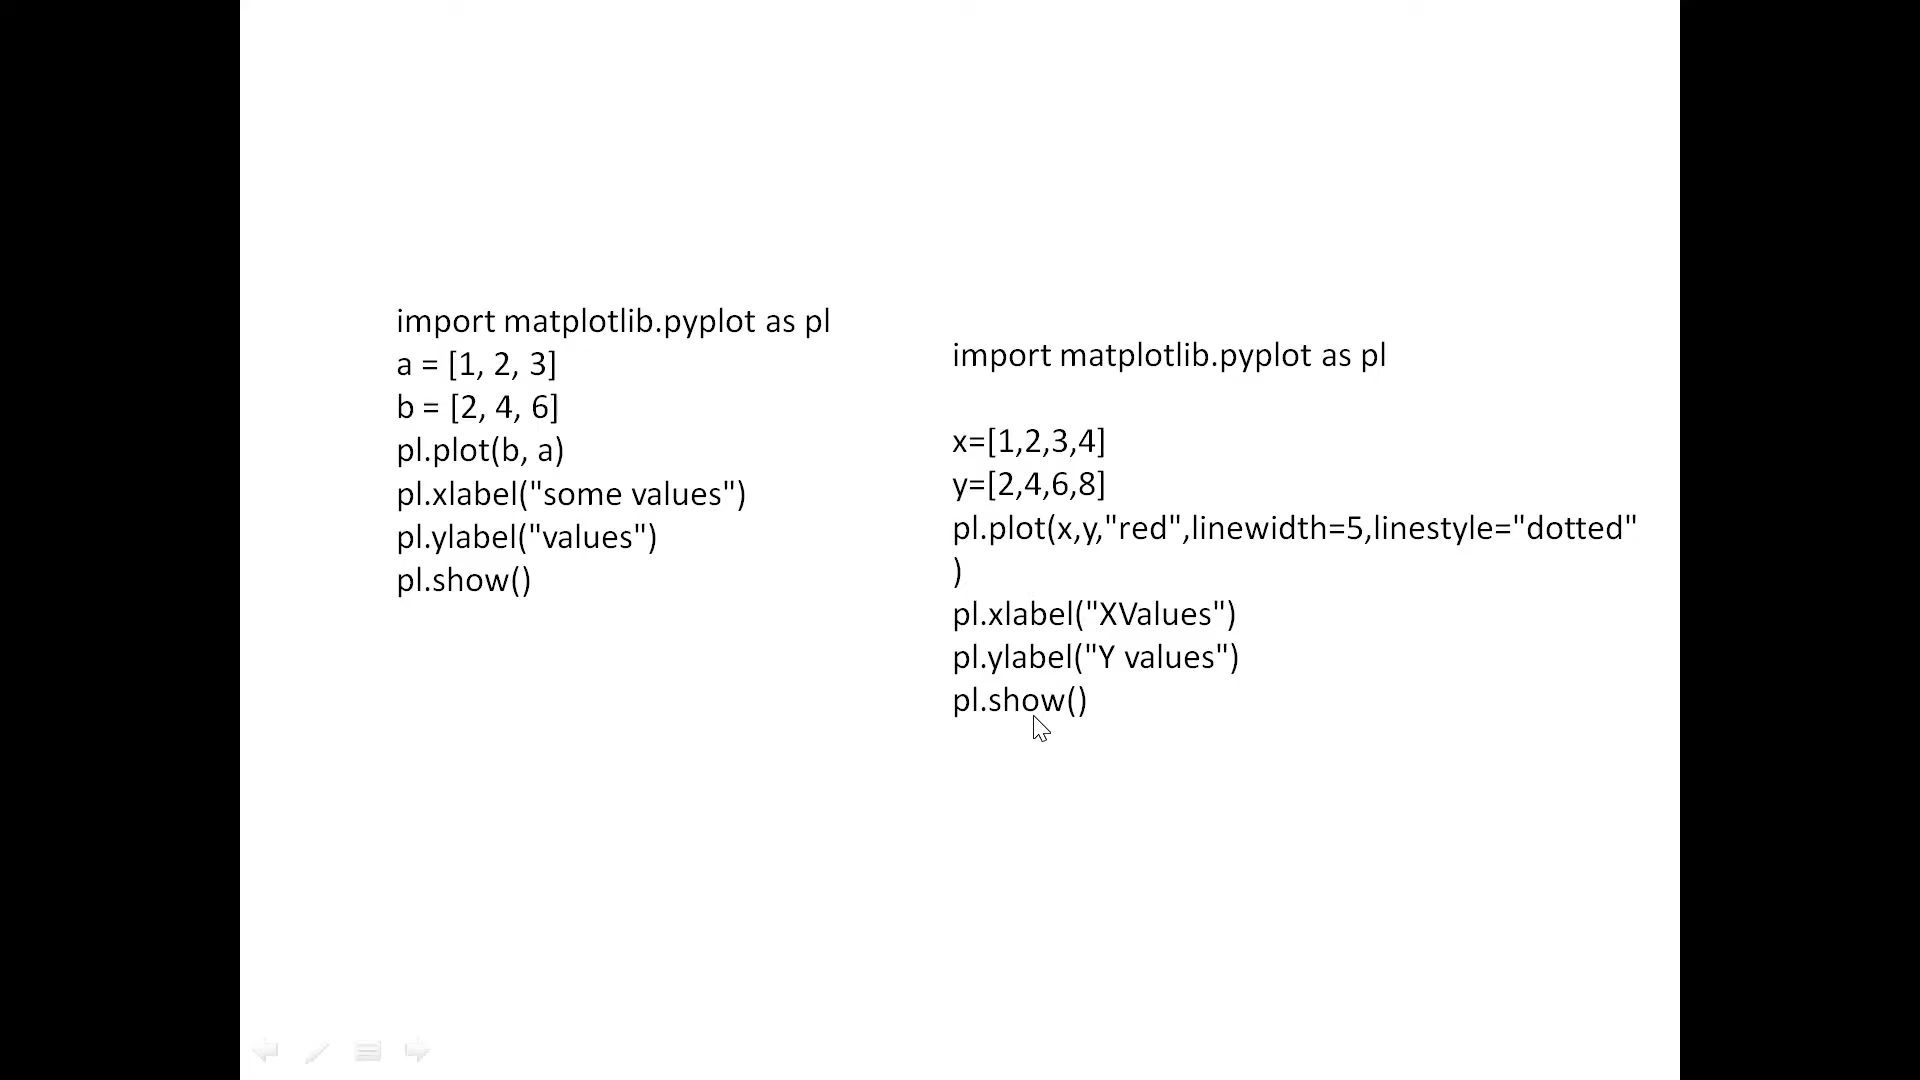 import matplotlib.pyplot as pl
a = [1, 2, 3]
b = [2, 4, 6]
pl.plot(b, a)
pl.xlabel("some values")
pl.ylabel("values")
pl.show()
import matplotlib.pyplot as pl
x=[1,2,3,4]
y=[2,4,6,8]
pl.plot(x,y,"red",linewidth=5,linestyle="dotted"
)
pl.xlabel("XValues")
pl.ylabel("Y values")
pl.show()